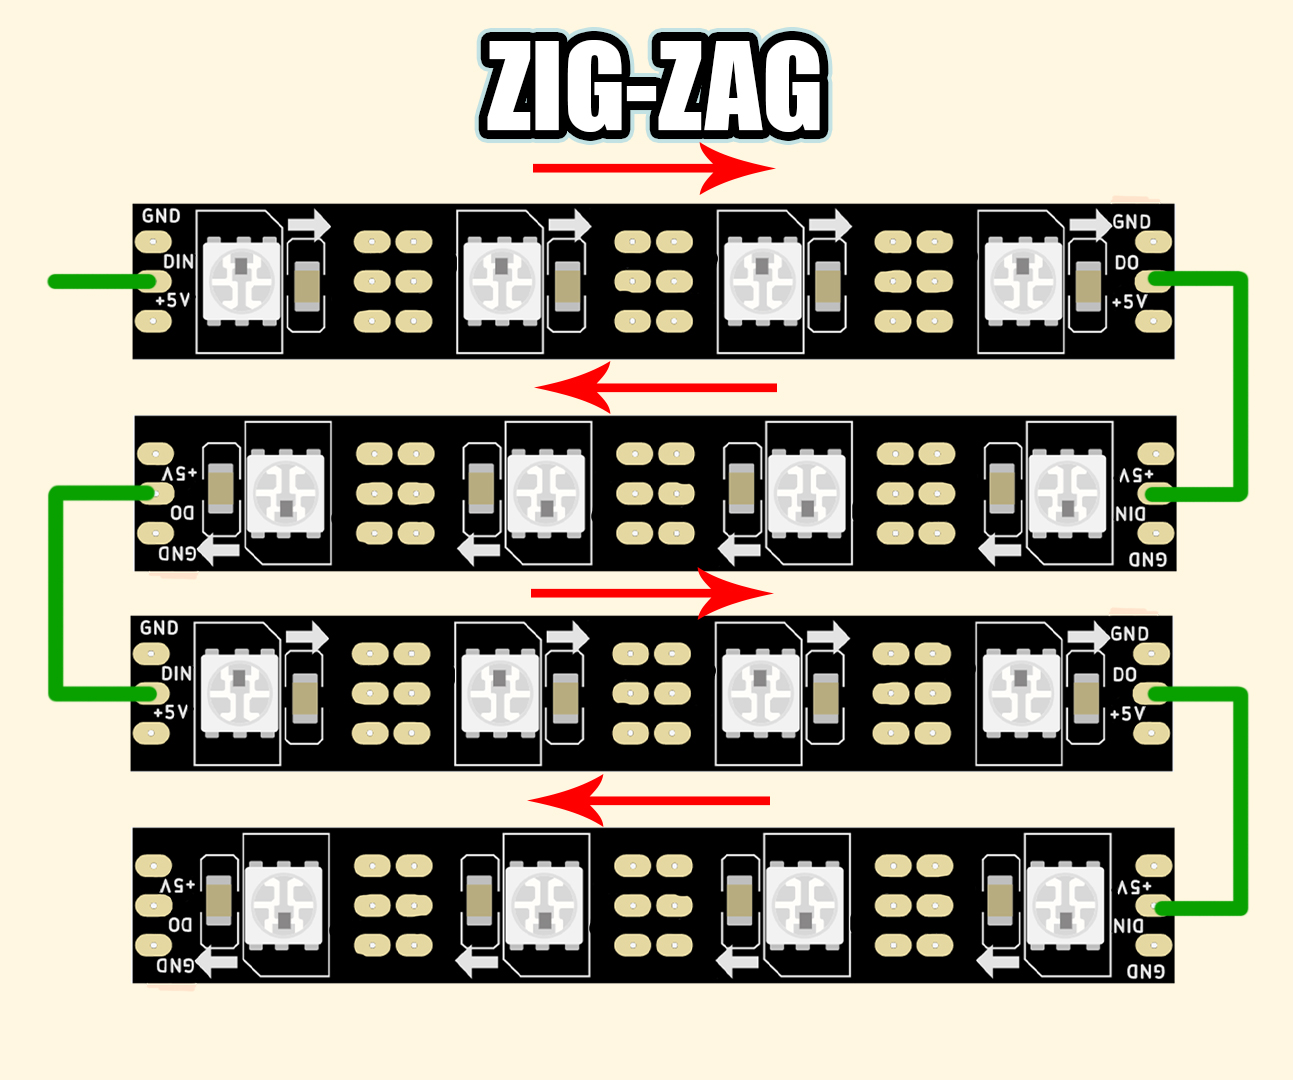 ZIG-ZAG
GND
DIN
+5V
GND
DO
+5V
+5V
DO
GND
+5V
DIN
GND
GND
DIN
+5V
GND
DO
+5V
+5V
DO
GND
+5V
DIN
GND